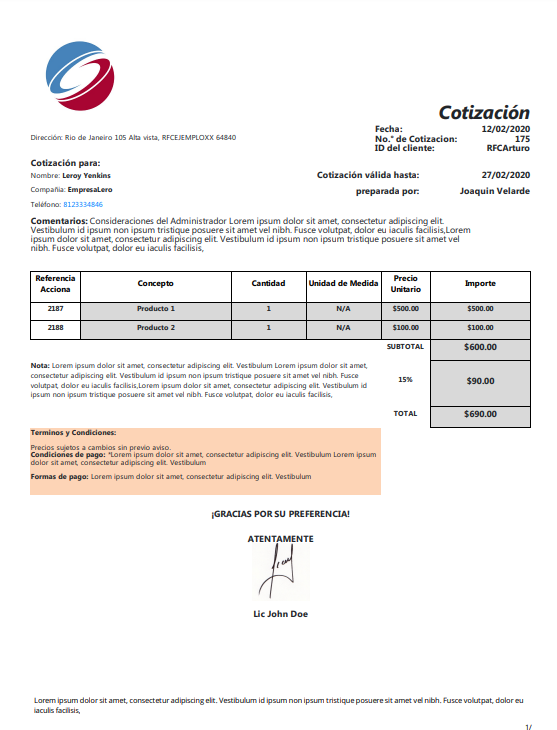 Cotización
Fecha: 12/02/2020
Dirección: Rio de Janeiro 105 Alta vista, RFCEJEMPLOXX 64840
No.° de Cotizacion: 175
ID del cliente: RFCArturo
Cotización para:
Nombre: Leroy Yenkins
Cotización válida hasta: 27/02/2020
Compañia: EmpresaLero
preparada por: Joaquin Velarde
Teléfono: 8123334846
Comentarios: Consideraciones del Administrador Lorem ipsum dolor sit amet, consectetur adipiscing elit.
Vestibulum id ipsum non ipsum tristique posuere sit amet vel nibh. Fusce volutpat, dolor eu iaculis facilisis,Lorem
ipsum dolor sit amet, consectetur adipiscing elit. Vestibulum id ipsum non ipsum tristique posuere sit amet vel
nibh. Fusce volutpat, dolor eu iaculis facilisis,
Referencia Acciona Concepto Cantidad Unidad de Medida Precio Unitario Importe
2187 Producto 1 1 N/A $500.00 $500.00
2188 Producto 2 1 N/A $100.00 $100.00
SUBTOTAL $600.00
Nota: Lorem ipsum dolor sit amet, consectetur adipiscing elit. Vestibulum Lorem ipsum dolor sit amet,
consectetur adipiscing elit. Vestibulum id ipsum non ipsum tristique posuere sit amet vel nibh. Fusce
volutpat, dolor eu iaculis facilisis,Lorem ipsum dolor sit amet, consectetur adipiscing elit. Vestibulum id
ipsum non ipsum tristique posuere sit amet vel nibh. Fusce volutpat, dolor eu iaculis facilisis,
15% $90.00
TOTAL $690.00
Terminos y Condiciones:
Precios sujetos a cambios sin previo aviso.
Condiciones de pago: *Lorem ipsum dolor sit amet, consectetur adipiscing elit. Vestibulum Lorem ipsum
dolor sit amet, consectetur adipiscing elit. Vestibulum
Formas de pago: Lorem ipsum dolor sit amet, consectetur adipiscing elit. Vestibulum
¡GRACIAS POR SU PREFERENCIA!
ATENTAMENTE
Lic John Doe
Lorem ipsum dolor sit amet, consectetur adipiscing elit. Vestibulum id ipsum non ipsum tristique posuere sit amet vel nibh. Fusce volutpat, dolor eu
iaculis facilisis,
1/